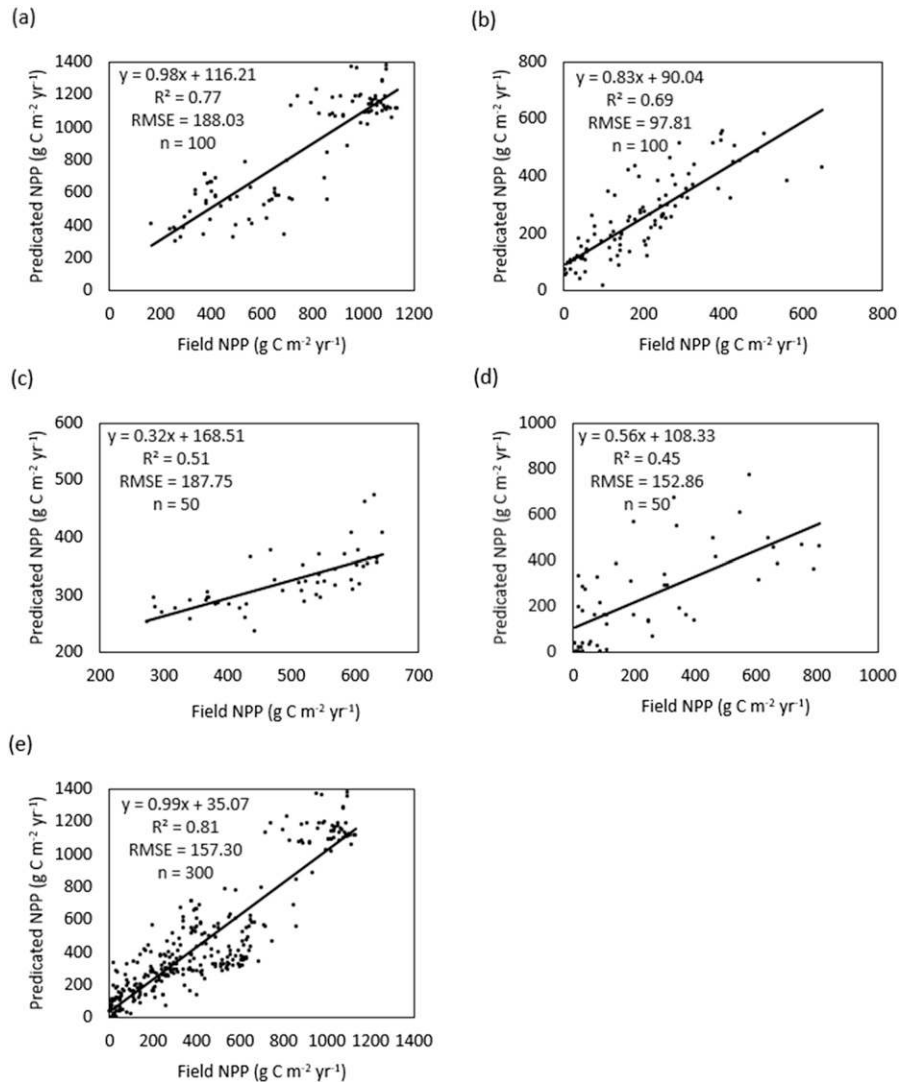 (a)
Predicated NPP (g C m⁻² yr⁻¹)
1400
1200
1000
800
600
400
200
0
y = 0.98x + 116.21
R² = 0.77
RMSE = 188.03
n = 100
0 200 400 600 800 1000 1200
Field NPP (g C m⁻² yr⁻¹)
(b)
Predicated NPP (g C m⁻² yr⁻¹)
800
600
400
200
0
y = 0.83x + 90.04
R² = 0.69
RMSE = 97.81
n = 100
0 200 400 600 800
Field NPP (g C m⁻² yr⁻¹)
(c)
Predicated NPP (g C m⁻² yr⁻¹)
600
500
400
300
200
y = 0.32x + 168.51
R² = 0.51
RMSE = 187.75
n = 50
200 300 400 500 600 700
Field NPP (g C m⁻² yr⁻¹)
(d)
Predicated NPP (g C m⁻² yr⁻¹)
1000
800
600
400
200
0
y = 0.56x + 108.33
R² = 0.45
RMSE = 152.86
n = 50
0 200 400 600 800 1000
Field NPP (g C m⁻² yr⁻¹)
(e)
Predicated NPP (g C m⁻² yr⁻¹)
1400
1200
1000
800
600
400
200
0
y = 0.99x + 35.07
R² = 0.81
RMSE = 157.30
n = 300
0 200 400 600 800 1000 1200 1400
Field NPP (g C m⁻² yr⁻¹)